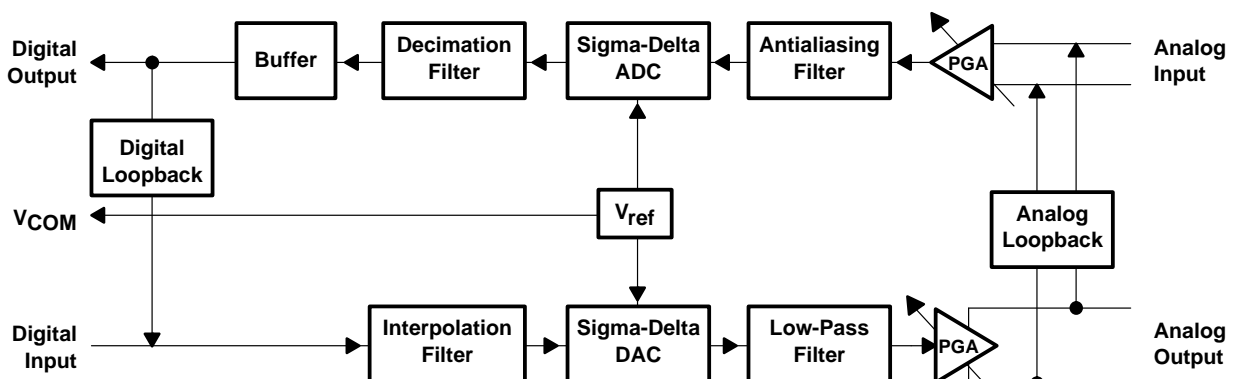 Digital
Output
Buffer
Decimation
Filter
Sigma-Delta
ADC
Antialiasing
Filter
PGA
Analog
Input
Digital
Loopback
VCOM
Vref
Analog
Loopback
Digital
Input
Interpolation
Filter
Sigma-Delta
DAC
Low-Pass
Filter
PGA
Analog
Output